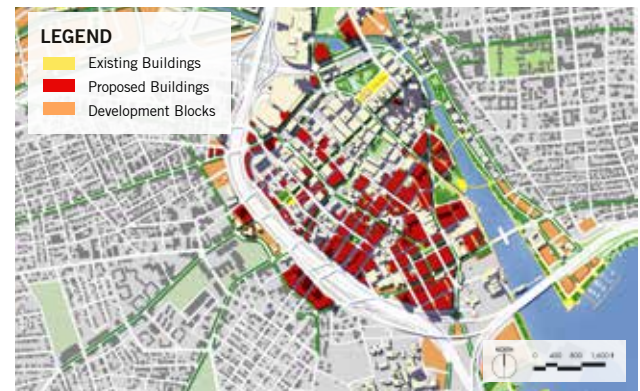 LEGEND
Existing Buildings
Proposed Buildings
Development Blocks
NORTH
0 400 800 1,600 ft